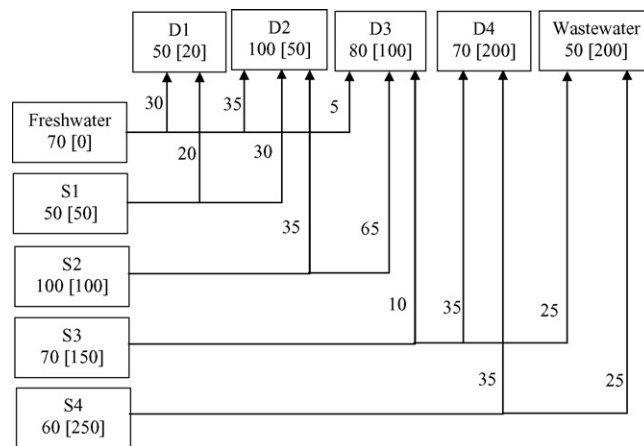 D1
50 [20]
D2
100 [50]
D3
80 [100]
D4
70 [200]
Wastewater
50 [200]
30
35
5
Freshwater
70 [0]
20
30
S1
50 [50]
35
65
S2
100 [100]
10
35
25
S3
70 [150]
35
25
S4
60 [250]